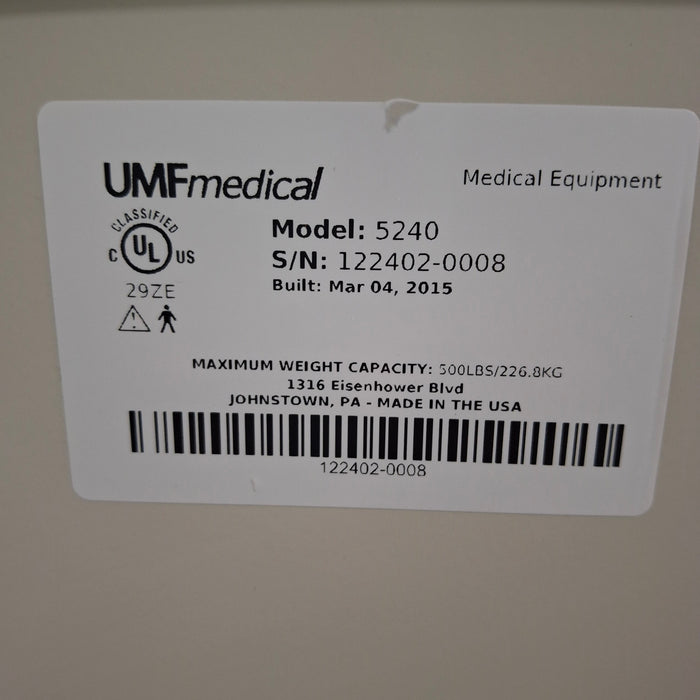 UMFmedical
Medical Equipment
CLASSIFIED
C UL US
29ZE
Model: 5240
S/N: 122402-0008
Built: Mar 04, 2015
MAXIMUM WEIGHT CAPACITY: 500LBS/226.8KG
1316 Eisenhower Blvd
JOHNSTOWN, PA - MADE IN THE USA
122402-0008